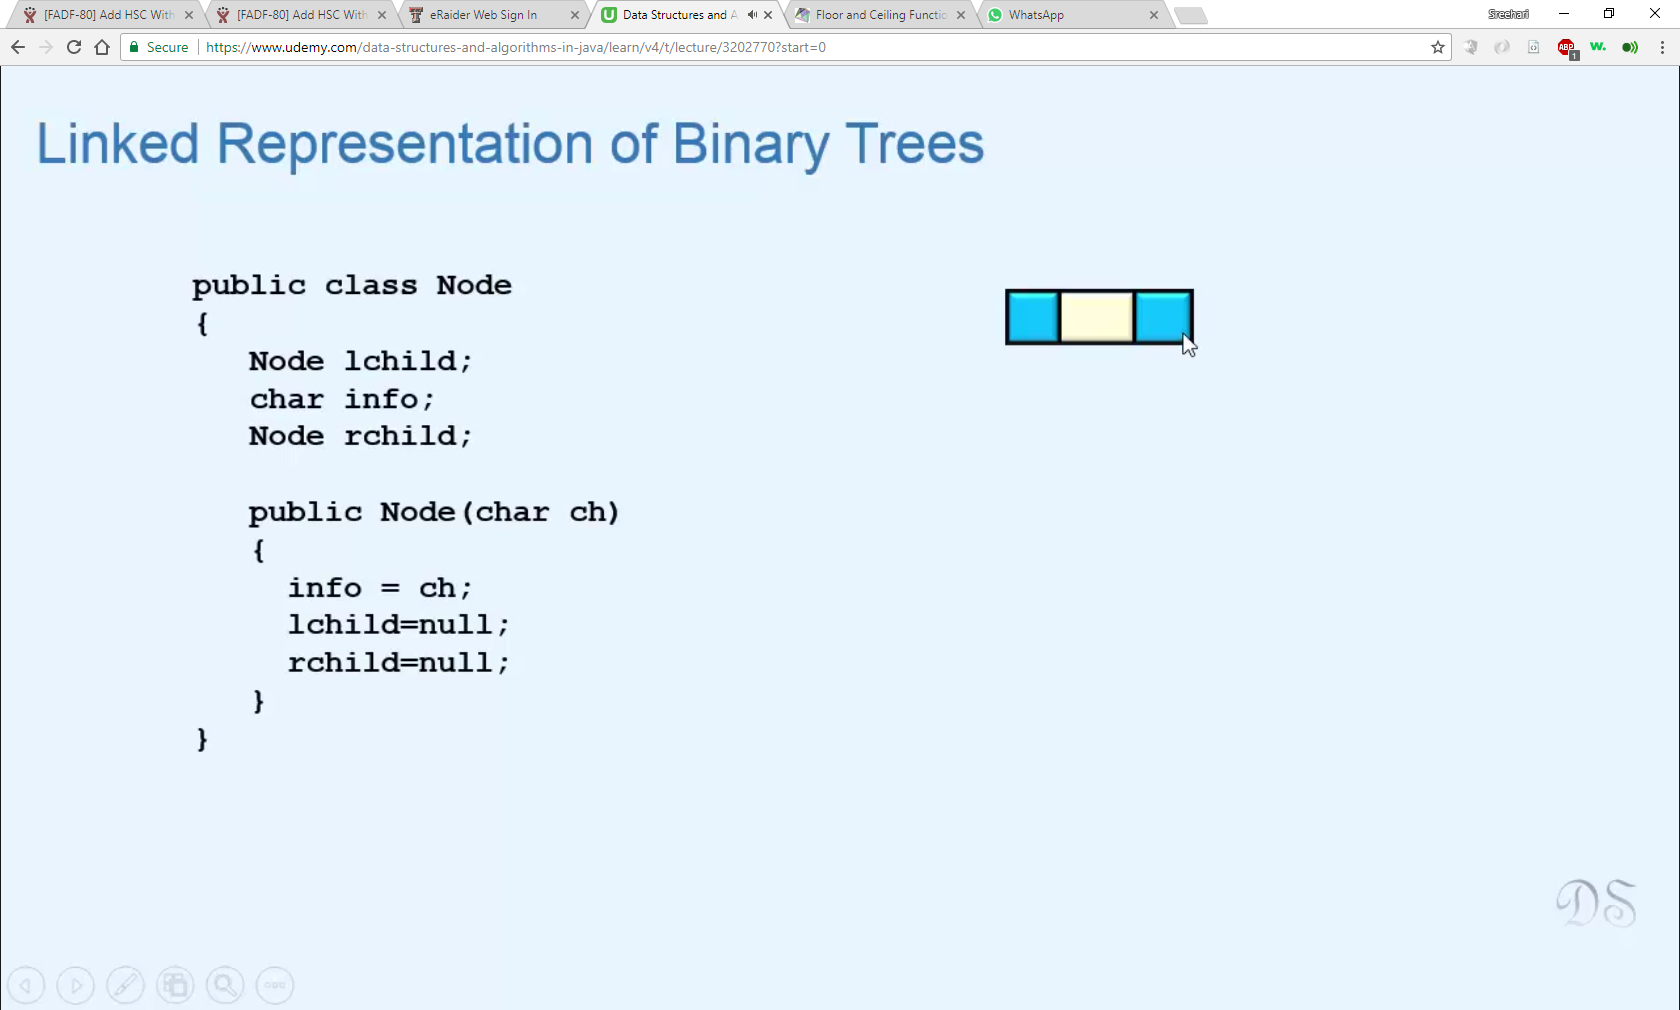 [FADF-80] Add HSC With
[FADF-80] Add HSC With
eRaider Web Sign In
Data Structures and A
Floor and Ceiling Functio
WhatsApp
Sreehari
Secure
https://www.udemy.com/data-structures-and-algorithms-in-java/learn/v4/t/lecture/3202770?start=0
ABP
1
w.
Linked Representation of Binary Trees
public class Node
{
Node lchild;
char info;
Node rchild;
public Node(char ch)
{
info = ch;
lchild=null;
rchild=null;
}
}
DS